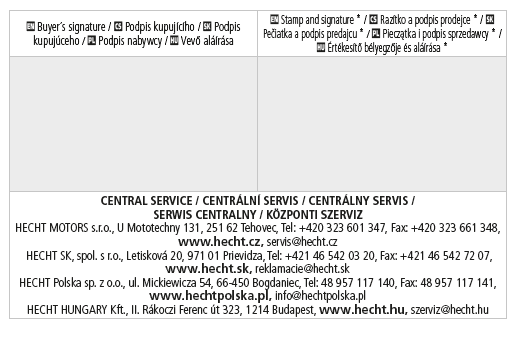 EN Buyer´s signature / CS Podpis kupujícího / SK Podpis
kupujúceho / PL Podpis nabywcy / HU Vevő aláírása
EN Stamp and signature * / CS Razítko a podpis prodejce * / SK
Pečiatka a podpis predajcu * / PL Pieczątka i podpis sprzedawcy * /
HU Értékesítő bélyegzője és aláírása *
CENTRAL SERVICE / CENTRÁLNÍ SERVIS / CENTRÁLNY SERVIS /
SERWIS CENTRALNY / KÖZPONTI SZERVIZ
HECHT MOTORS s.r.o., U Mototechny 131, 251 62 Tehovec, Tel: +420 323 601 347, Fax: +420 323 661 348,
www.hecht.cz, servis@hecht.cz
HECHT SK, spol. s r.o., Letisková 20, 971 01 Prievidza, Tel: +421 46 542 03 20, Fax: +421 46 542 72 07,
www.hecht.sk, reklamacie@hecht.sk
HECHT Polska sp. z o.o., ul. Mickiewicza 54, 66-450 Bogdaniec, Tel: 48 957 117 140, Fax: 48 957 117 141,
www.hechtpolska.pl, info@hechtpolska.pl
HECHT HUNGARY Kft., II. Rákoczi Ferenc út 323, 1214 Budapest, www.hecht.hu, szerviz@hecht.hu